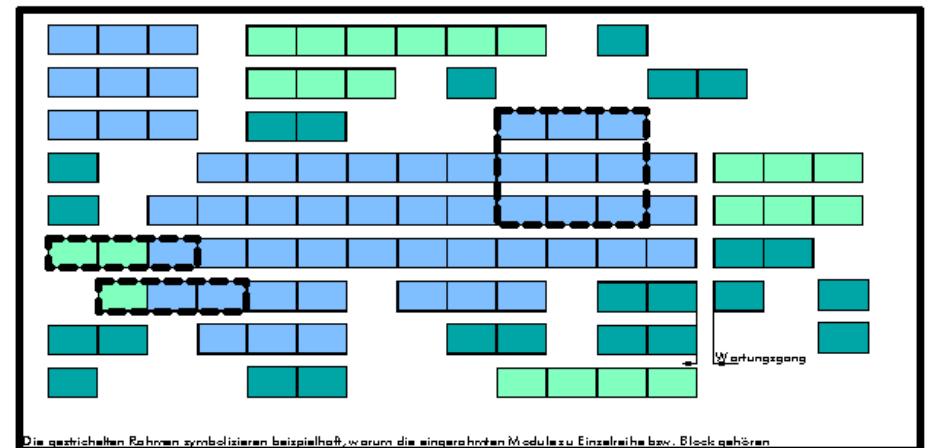 Wartungsgang
Die gestrichelten Rahmen symbolisieren beispielhaft, warum die eingerahmten Module zu Einzelreihe bzw. Block gehören